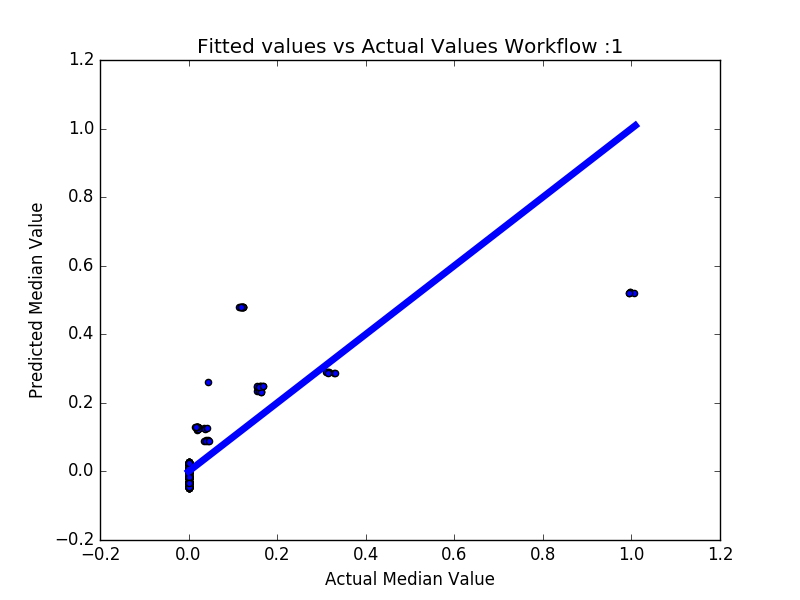 Fitted values vs Actual Values Workflow :1
1.2
1.0
0.8
0.6
0.4
0.2
0.0
−0.2
Predicted Median Value
−0.2 0.0 0.2 0.4 0.6 0.8 1.0 1.2
Actual Median Value